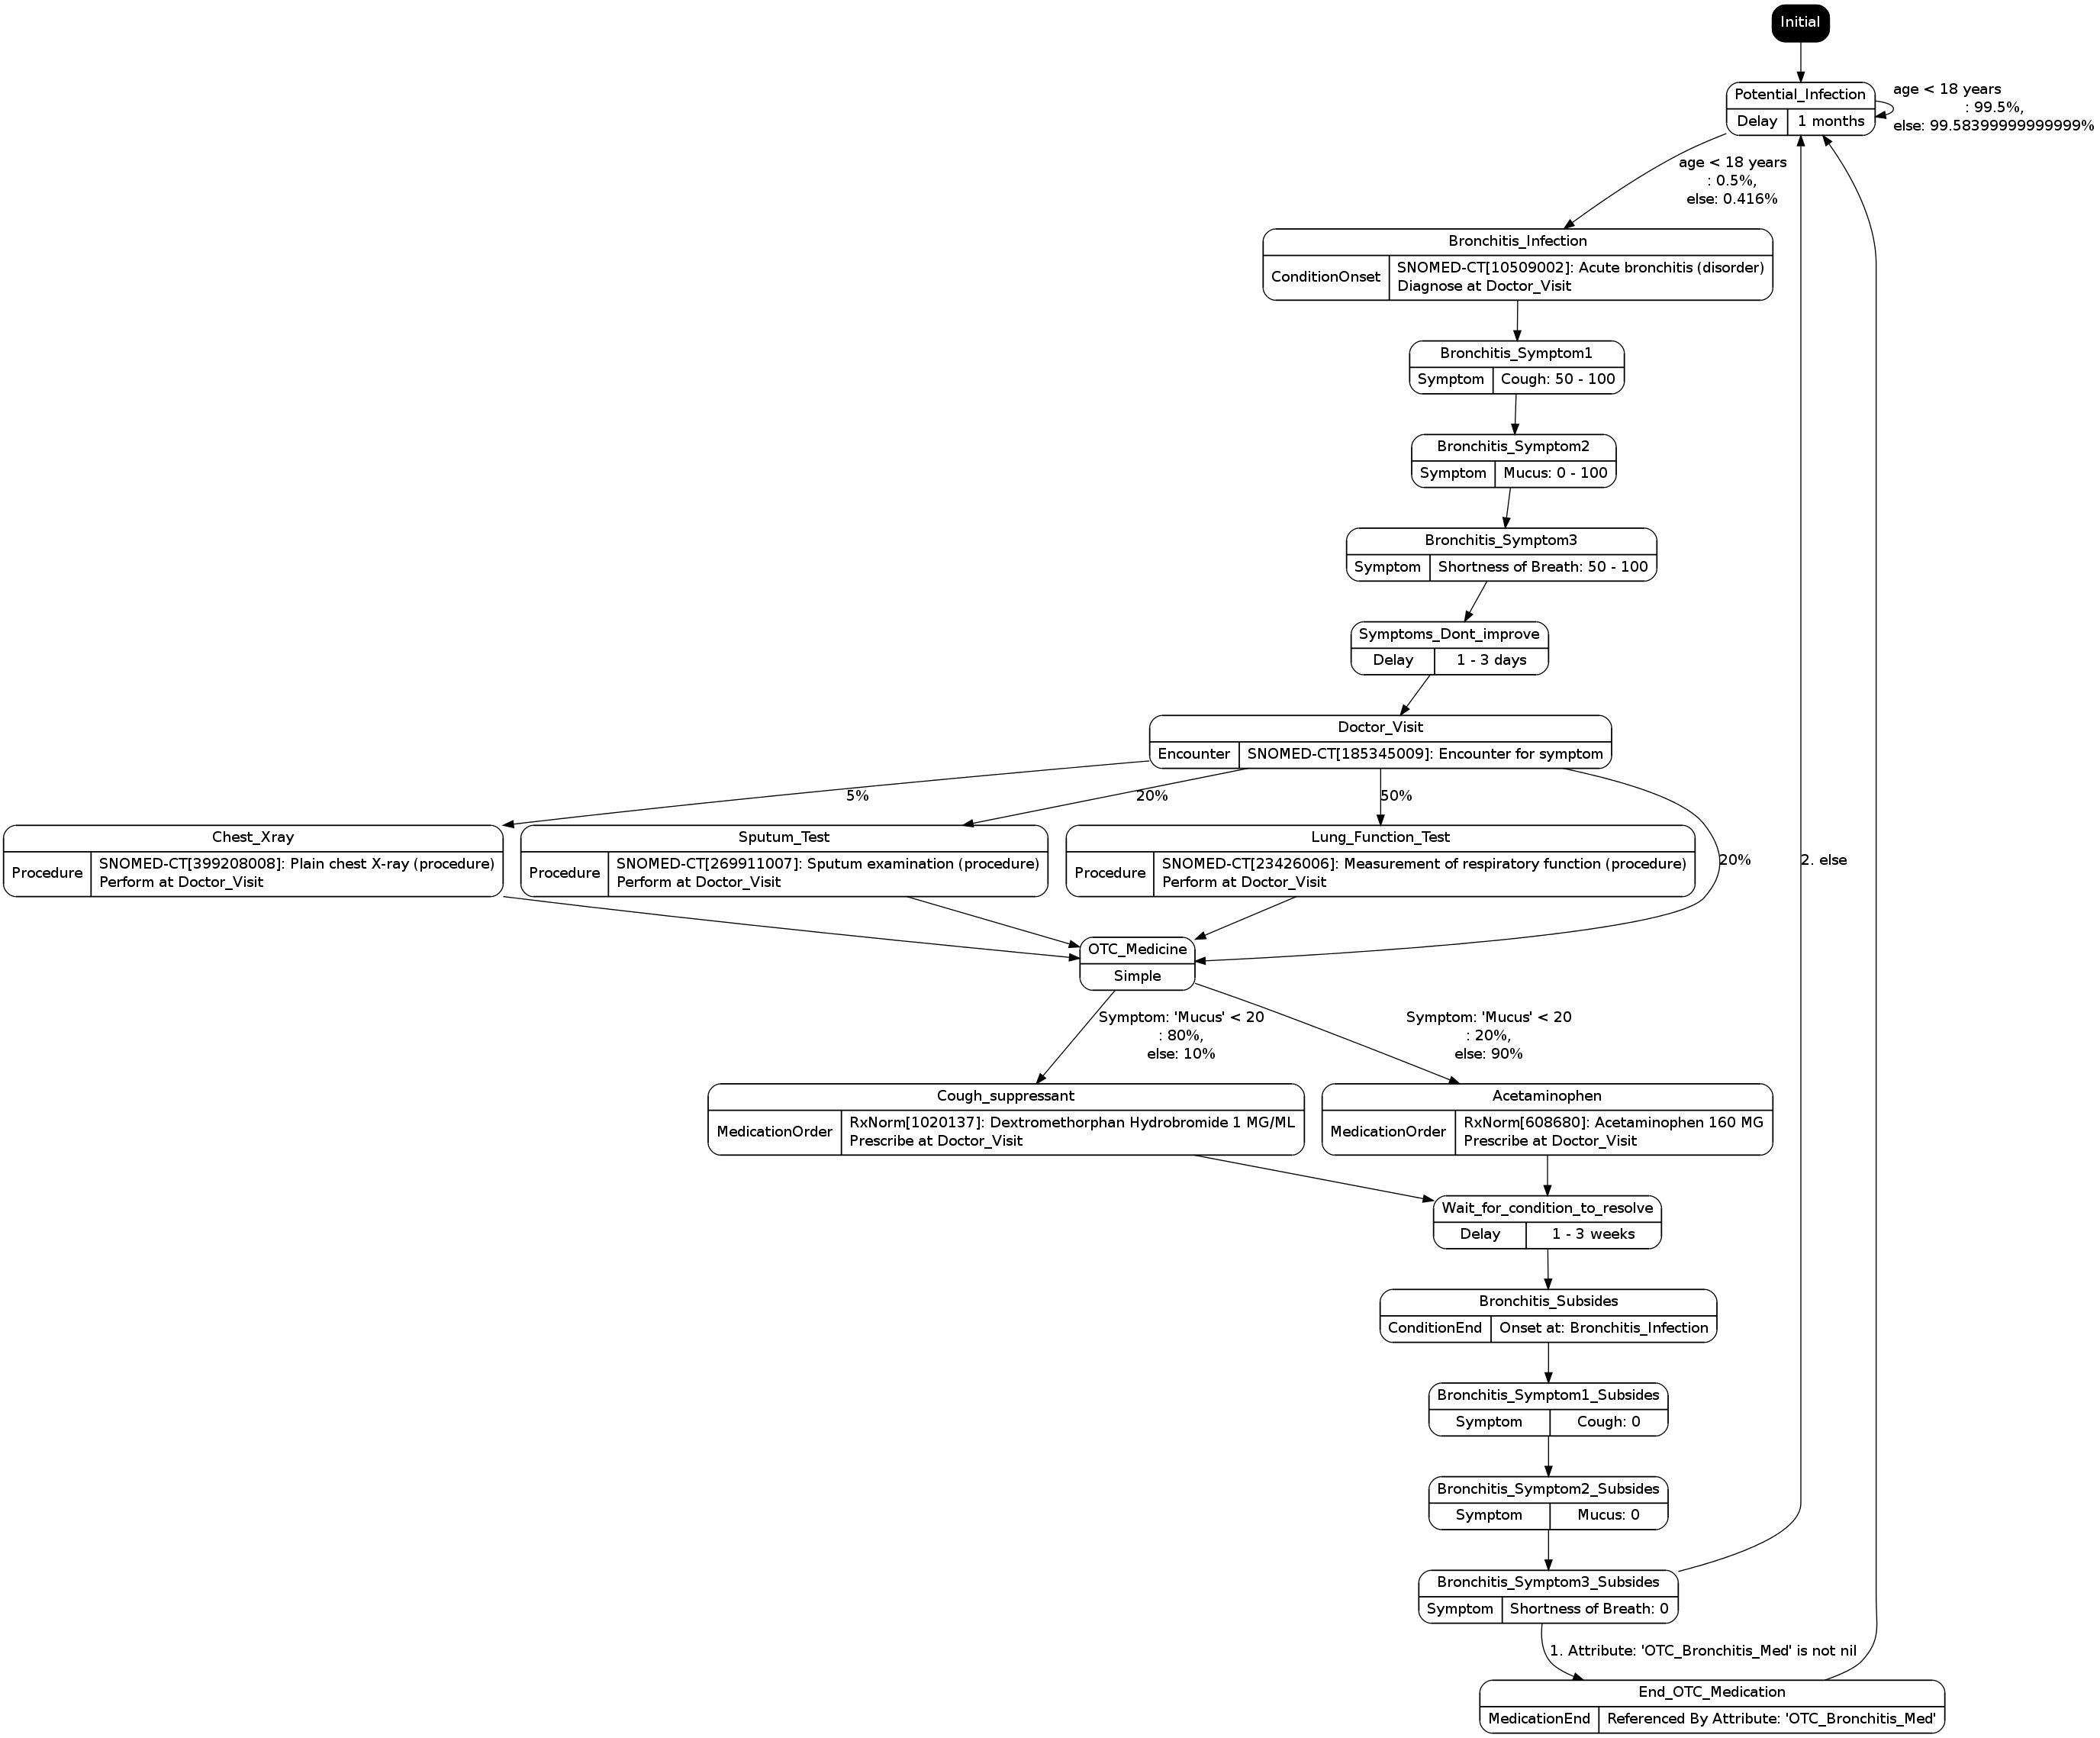 Initial
Potential_Infection
Delay
1 months
age < 18 years
: 99.5%,
else: 99.58399999999999%
age < 18 years
: 0.5%,
else: 0.416%
Bronchitis_Infection
ConditionOnset
SNOMED-CT[10509002]: Acute bronchitis (disorder)
Diagnose at Doctor_Visit
Bronchitis_Symptom1
Symptom
Cough: 50 - 100
Bronchitis_Symptom2
Symptom
Mucus: 0 - 100
Bronchitis_Symptom3
Symptom
Shortness of Breath: 50 - 100
Symptoms_Dont_improve
Delay
1 - 3 days
Doctor_Visit
Encounter
SNOMED-CT[185345009]: Encounter for symptom
5%
20%
50%
20%
2. else
Chest_Xray
Procedure
SNOMED-CT[399208008]: Plain chest X-ray (procedure)
Perform at Doctor_Visit
Sputum_Test
Procedure
SNOMED-CT[269911007]: Sputum examination (procedure)
Perform at Doctor_Visit
Lung_Function_Test
Procedure
SNOMED-CT[23426006]: Measurement of respiratory function (procedure)
Perform at Doctor_Visit
OTC_Medicine
Simple
Symptom: 'Mucus' < 20
: 80%,
else: 10%
Symptom: 'Mucus' < 20
: 20%,
else: 90%
Cough_suppressant
MedicationOrder
RxNorm[1020137]: Dextromethorphan Hydrobromide 1 MG/ML
Prescribe at Doctor_Visit
Acetaminophen
MedicationOrder
RxNorm[608680]: Acetaminophen 160 MG
Prescribe at Doctor_Visit
Wait_for_condition_to_resolve
Delay
1 - 3 weeks
Bronchitis_Subsides
ConditionEnd
Onset at: Bronchitis_Infection
Bronchitis_Symptom1_Subsides
Symptom
Cough: 0
Bronchitis_Symptom2_Subsides
Symptom
Mucus: 0
Bronchitis_Symptom3_Subsides
Symptom
Shortness of Breath: 0
1. Attribute: 'OTC_Bronchitis_Med' is not nil
End_OTC_Medication
MedicationEnd
Referenced By Attribute: 'OTC_Bronchitis_Med'